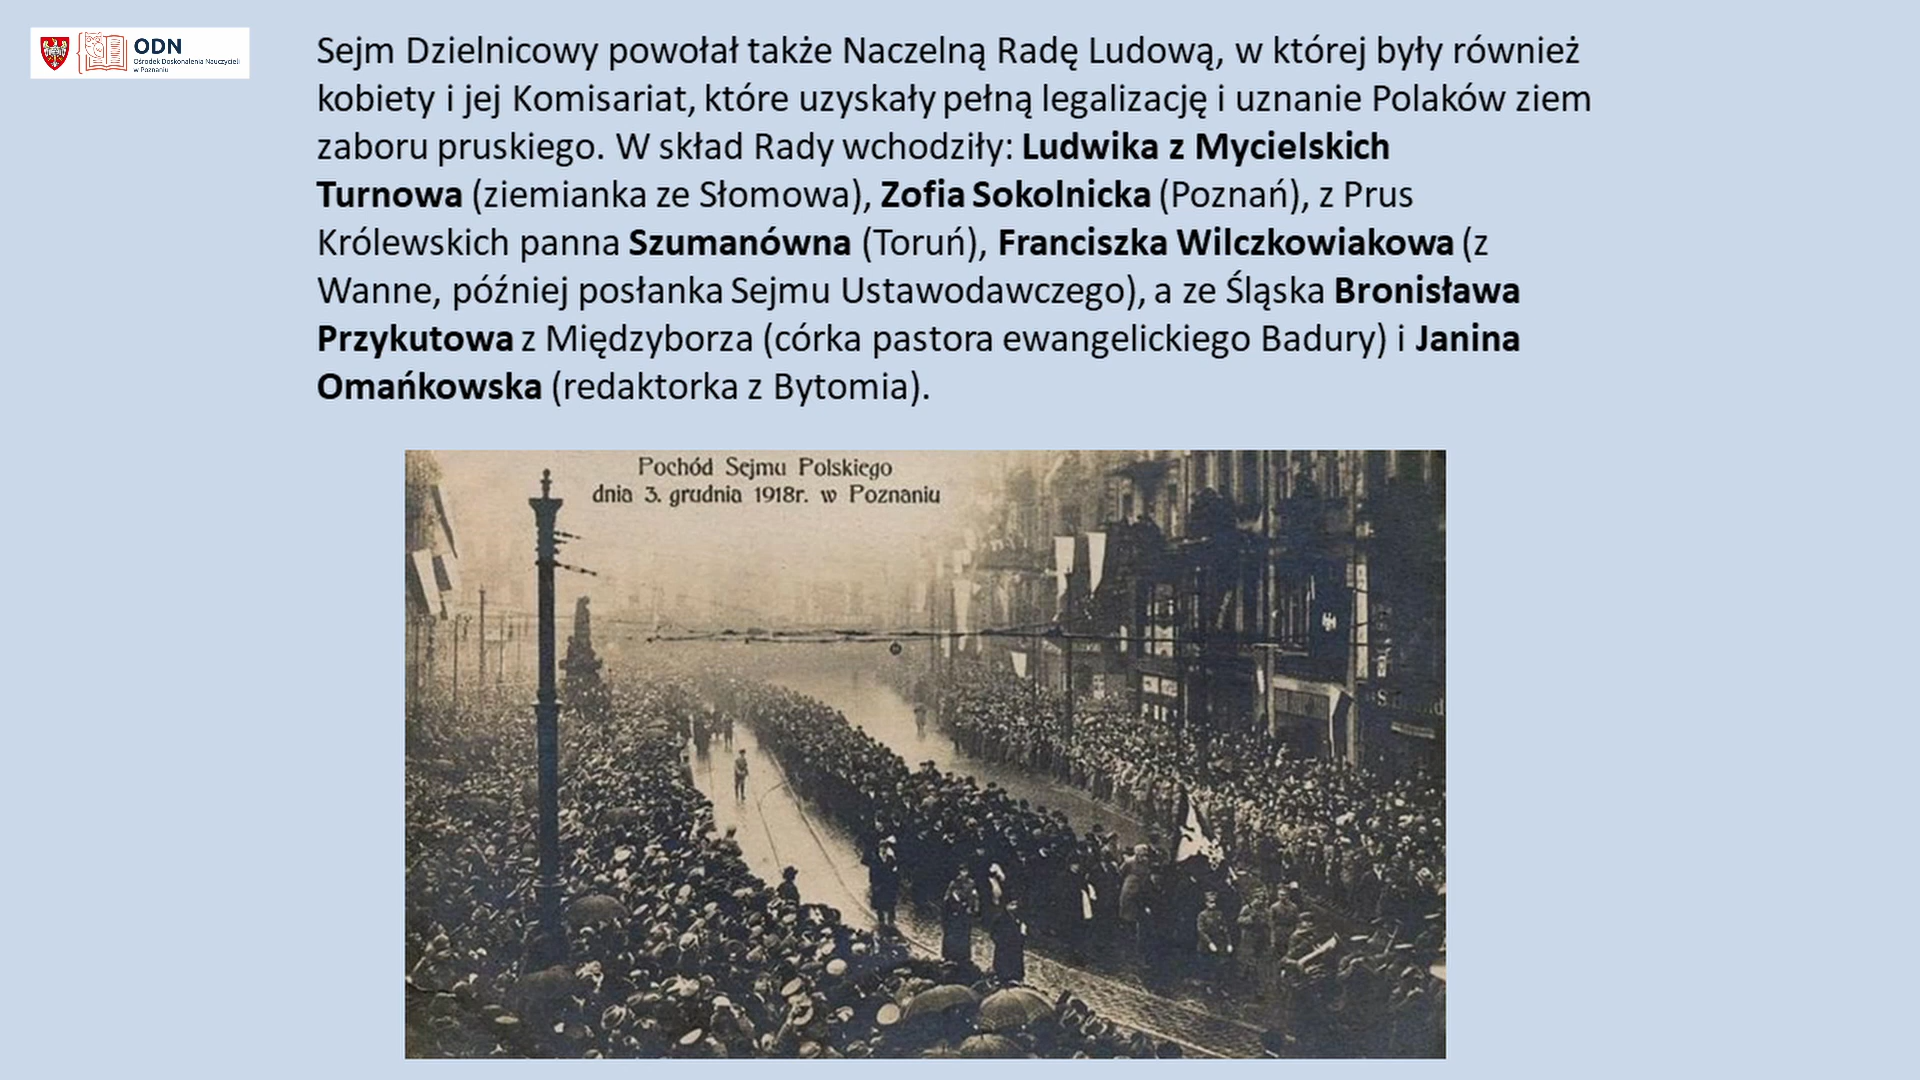 ODN
Ośrodek Doskonalenia Nauczycieli
w Poznaniu
Sejm Dzielnicowy powołał także Naczelną Radę Ludową, w której były również
kobiety i jej Komisariat, które uzyskały pełną legalizację i uznanie Polaków ziem
zaboru pruskiego. W skład Rady wchodziły: Ludwika z Mycielskich
Turnowa (ziemianka ze Słomowa), Zofia Sokolnicka (Poznań), z Prus
Królewskich panna Szumanówna (Toruń), Franciszka Wilczkowiakowa (z
Wanne, później posłanka Sejmu Ustawodawczego), a ze Śląska Bronisława
Przykutowa z Międzyborza (córka pastora ewangelickiego Badury) i Janina
Omańkowska (redaktorka z Bytomia).
Pochód Sejmu Polskiego
dnia 3. grudnia 1918r. w Poznaniu